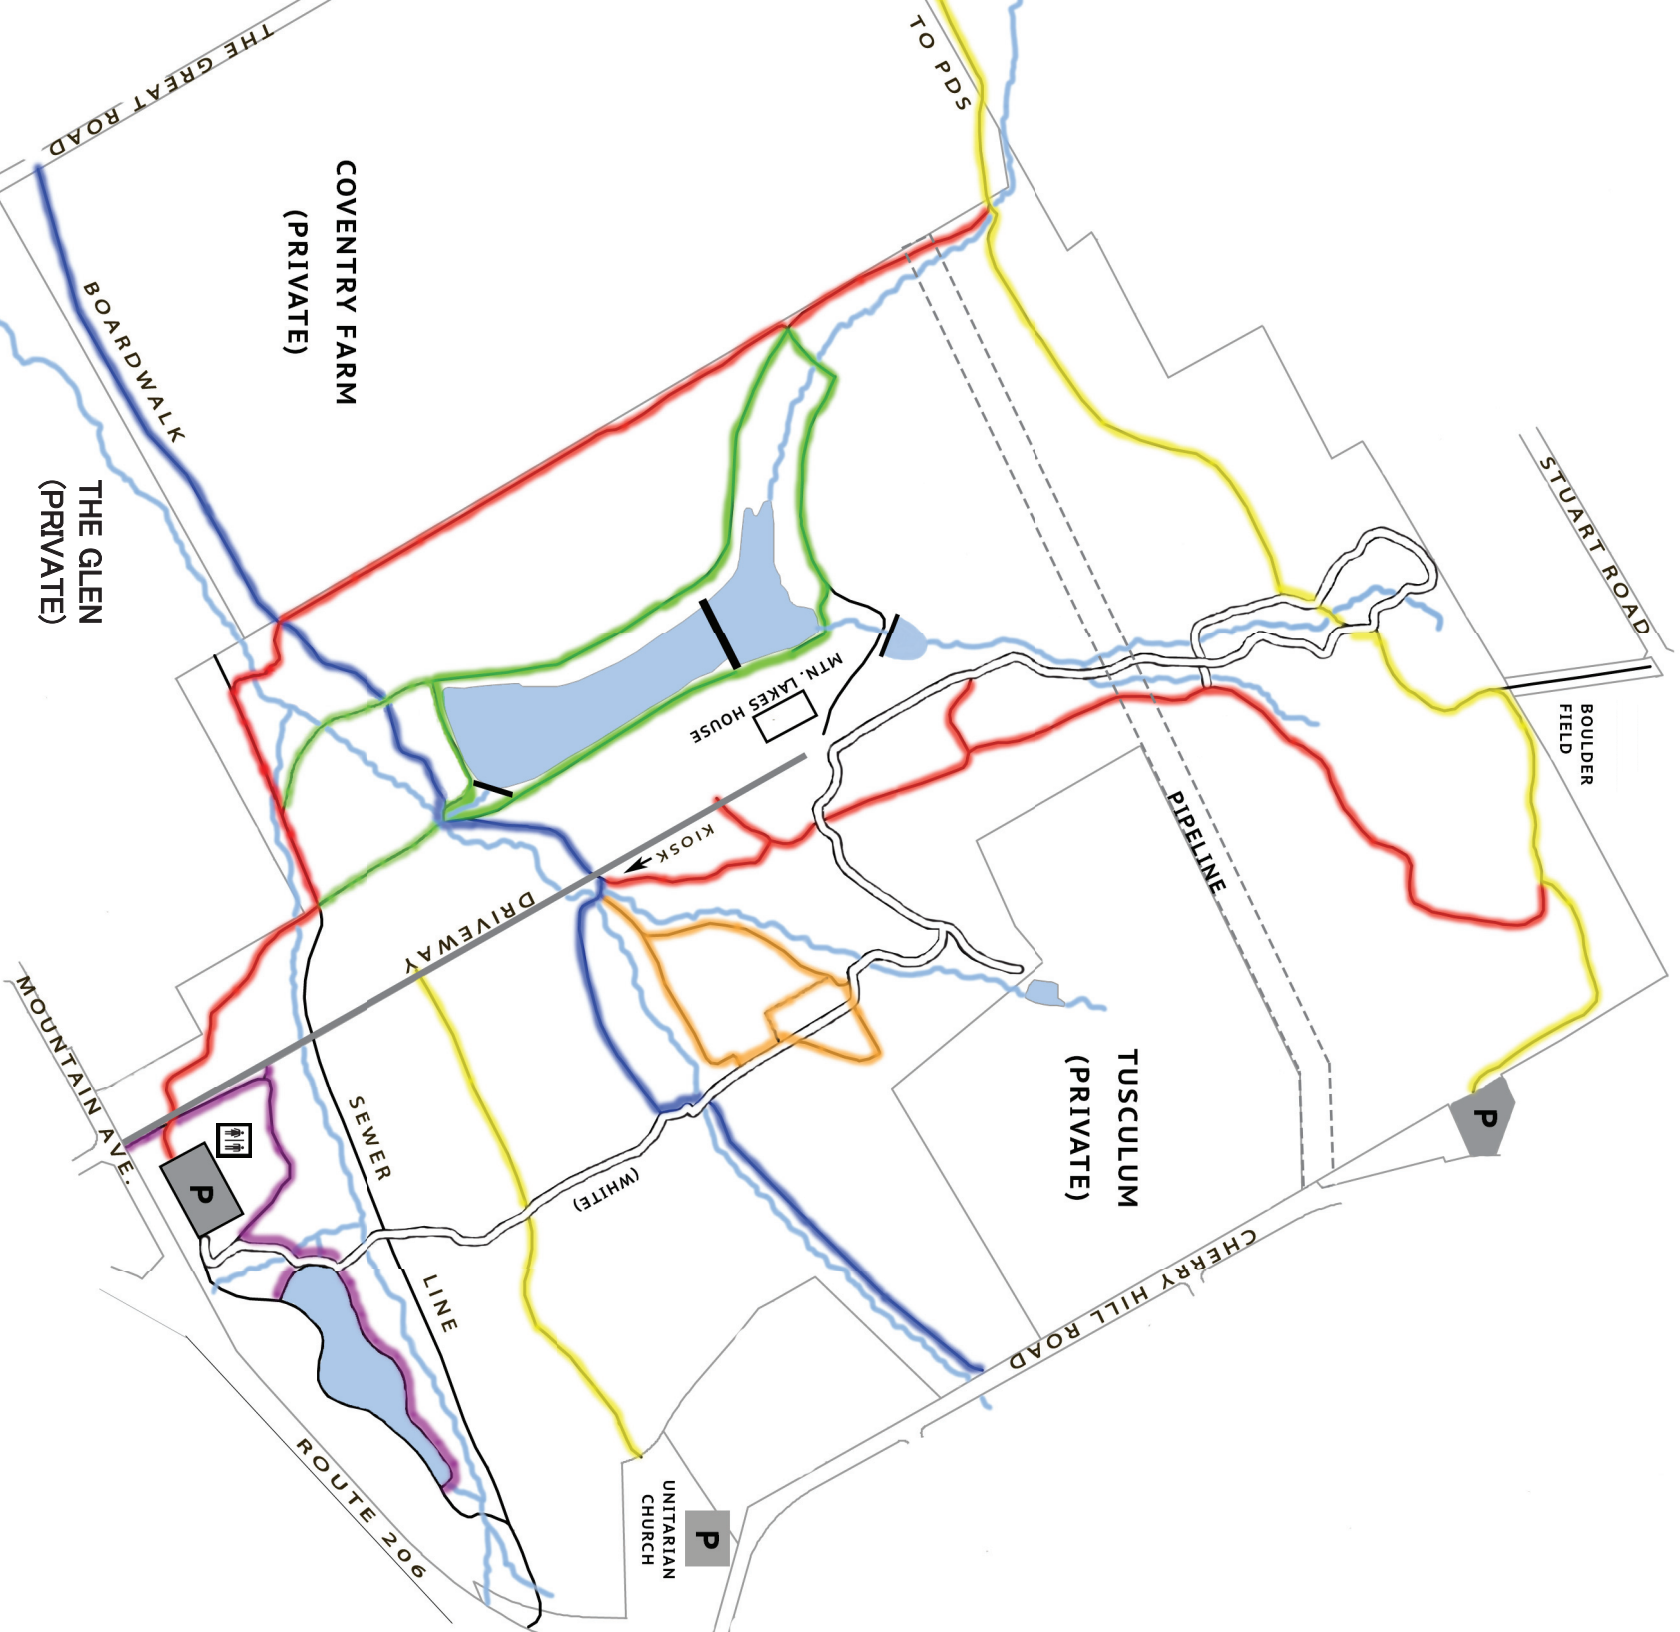 THE GREAT ROAD
TO PDS
COVENTRY FARM
(PRIVATE)
BOARDWALK
THE GLEN
(PRIVATE)
STUART ROAD
BOULDER
FIELD
MTN. LAKES HOUSE
PIPELINE
KIOSK
DRIVEWAY
MOUNTAIN AVE.
SEWER
LINE
(WHITE)
TUSCULUM
(PRIVATE)
P
P
CHERRY HILL ROAD
ROUTE 206
UNITARIAN
CHURCH
P